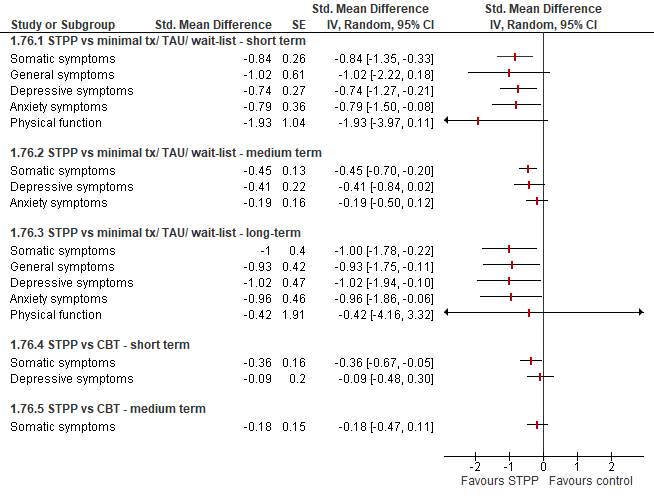 Std. Mean Difference Std. Mean Difference
Study or Subgroup Std. Mean Difference SE IV, Random, 95% CI IV, Random, 95% CI
1.76.1 STPP vs minimal tx/ TAU/ wait-list - short term
Somatic symptoms -0.84 0.26 -0.84 [-1.35, -0.33)
General symptoms -1.02 0.61 -1.02 [-2.22, 0.18]
Depressive symptoms -0.74 0.27 -0.74 [-1.27, -0.21]
Anxiety symptoms -0.79 0.36 -0.79 [-1.50, -0.08]
Physical function -1.93 1.04 -1.93 [-3.97, 0.11]
1.76.2 STPP vs minimal tx/ TAU/ wait-list - medium term
Somatic symptoms -0.45 0.13 -0.45 [-0.70, -0.20]
Depressive symptoms -0.41 0.22 -0.41 [-0.84, 0.02]
Anxiety symptoms -0.19 0.16 -0.19 [-0.50, 0.12]
1.76.3 STPP vs minimal tx/ TAU/ wait-list - long-term
Somatic symptoms -1 0.4 -1.00 [-1.78, -0.22]
General symptoms -0.93 0.42 -0.93 [-1.75, -0.11]
Depressive symptoms -1.02 0.47 -1.02 [-1.94, -0.10]
Anxiety symptoms -0.96 0.46 -0.96 [-1.86, -0.06]
Physical function -0.42 1.91 -0.42 [-4.16, 3.32]
1.76.4 STPP vs CBT - short term
Somatic symptoms -0.36 0.16 -0.36 [-0.67, -0.05]
Depressive symptoms -0.09 0.2 -0.09 [-0.48, 0.30]
1.76.5 STPP vs CBT - medium term
Somatic symptoms -0.18 0.15 -0.18 [-0.47, 0.11]
-2 -1 0 1 2
Favours STPP Favours control